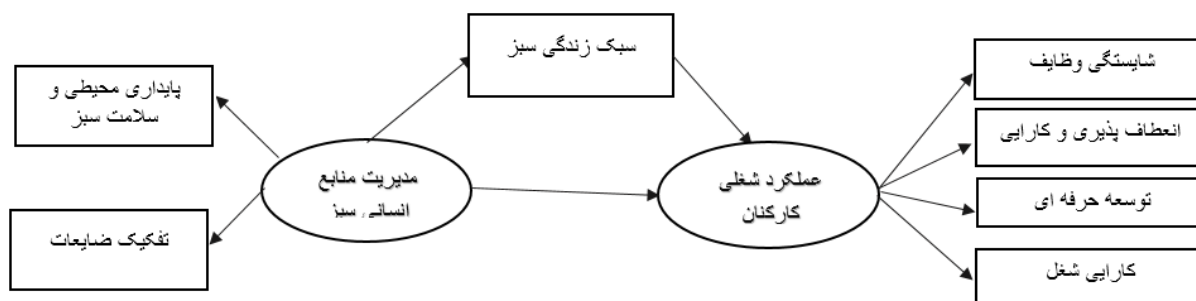 سبک زندگی سبز
شایستگی وظایف
پایداری محیطی و
سلامت سبز
انعطاف پذیری و کارایی
مدیریت منابع
انسانی سبز
عملکرد شغلی
کارکنان
توسعه حرفه ای
تفکیک ضایعات
کارایی شغل